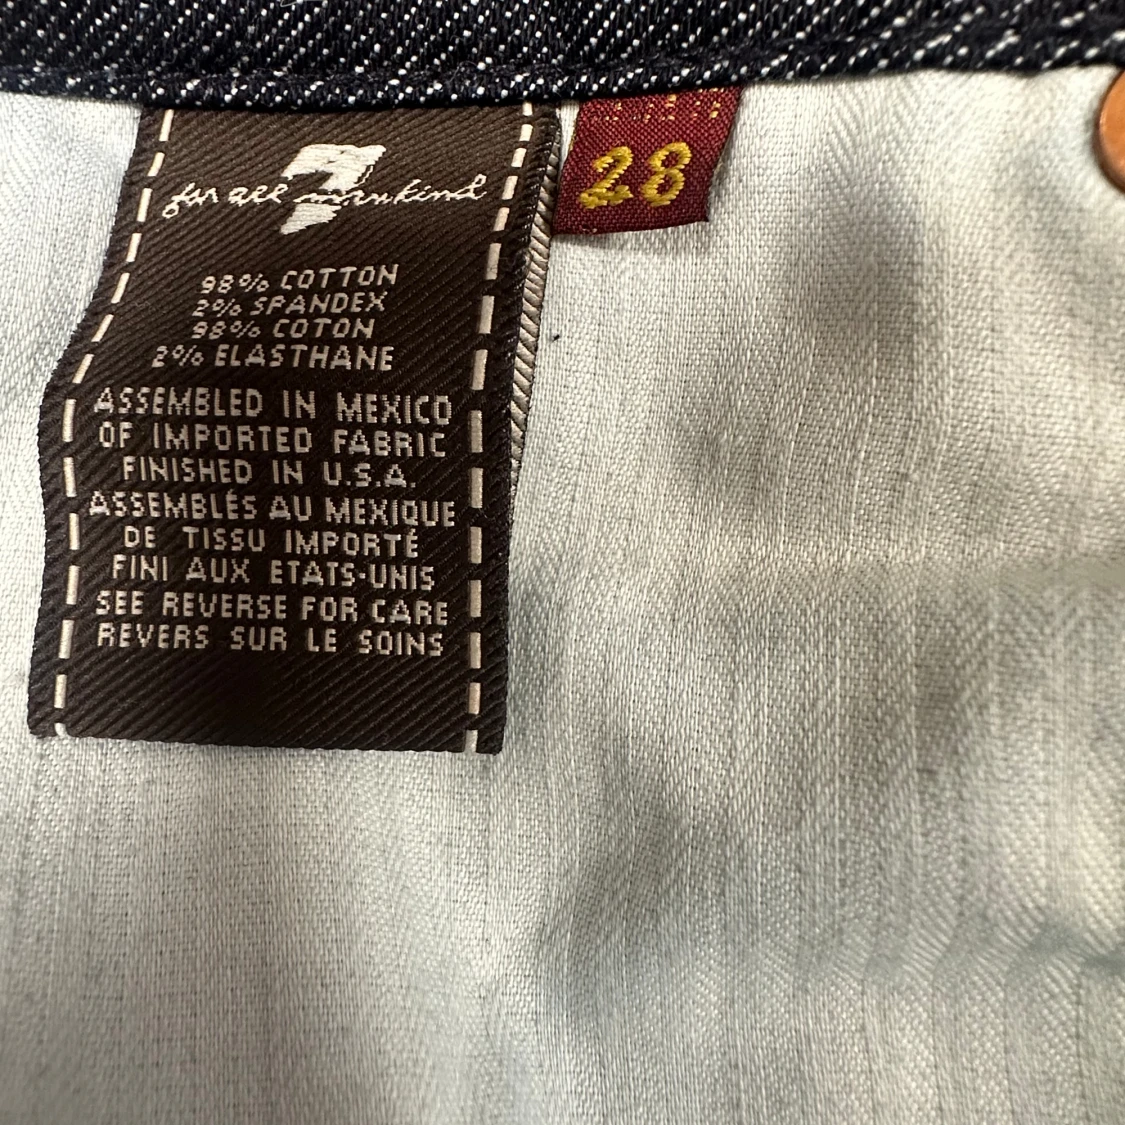 7
for all mankind
28
98% COTTON
2% SPANDEX
98% COTON
2% ELASTHANE
ASSEMBLED IN MEXICO
OF IMPORTED FABRIC
FINISHED IN U.S.A.
ASSEMBLÉS AU MEXIQUE
DE TISSU IMPORTÉ
FINI AUX ETATS-UNIS
SEE REVERSE FOR CARE
REVERS SUR LE SOINS